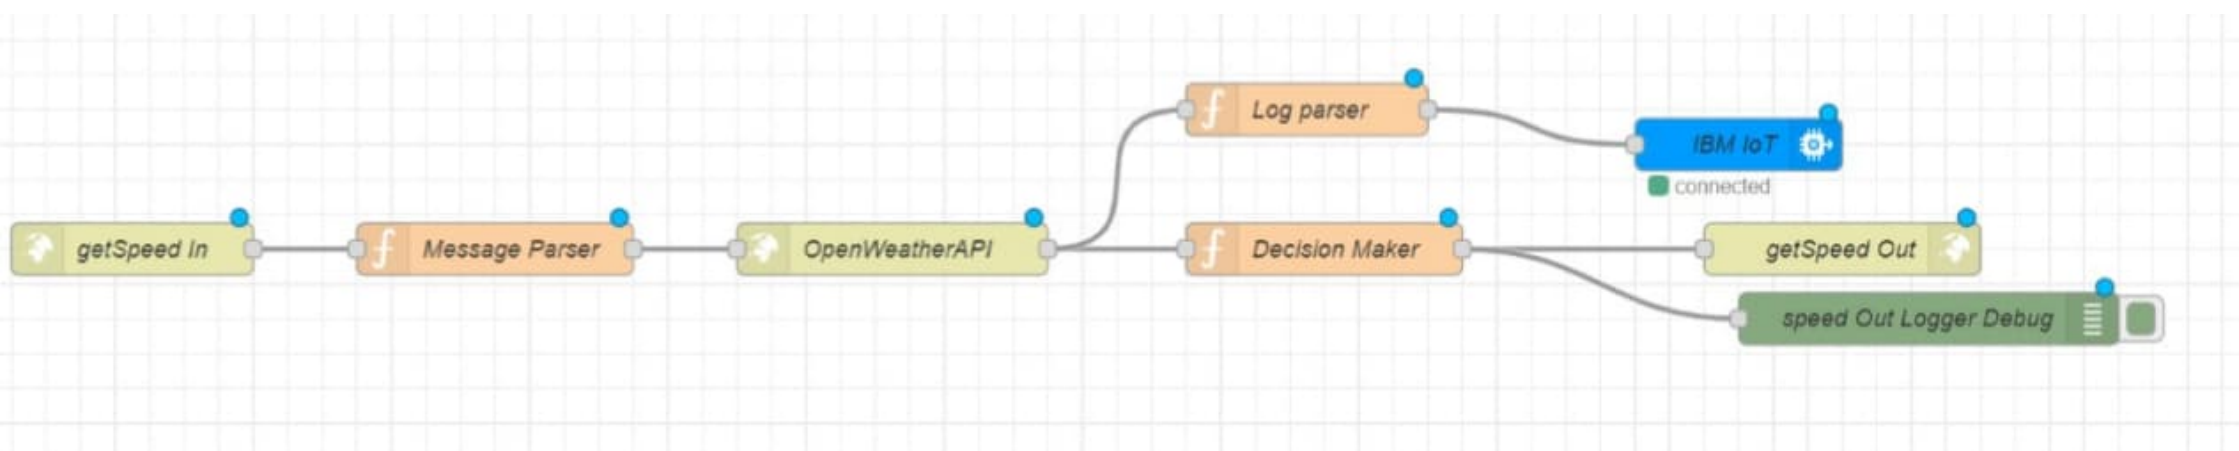 Log parser
IBM IoT
connected
getSpeed In
Message Parser
OpenWeatherAPI
Decision Maker
getSpeed Out
speed Out Logger Debug